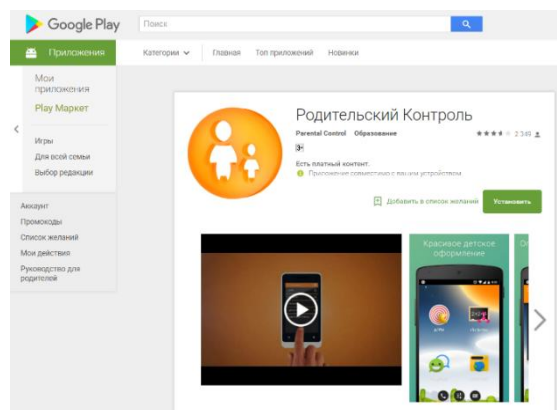 Google Play
Поиск
Приложения
Категории
Главная
Топ приложений
Новинки
Мои
приложения
Play Маркет
Игры
Для всей семьи
Выбор редакции
Аккаунт
Промокоды
Список желаний
Мои действия
Руководство для
родителей
Родительский Контроль
Parental Control Образование
2 349
3+
Есть платный контент.
Приложение совместимо с вашим устройством.
Добавить в список желаний
Установить
Красивое детское
оформление